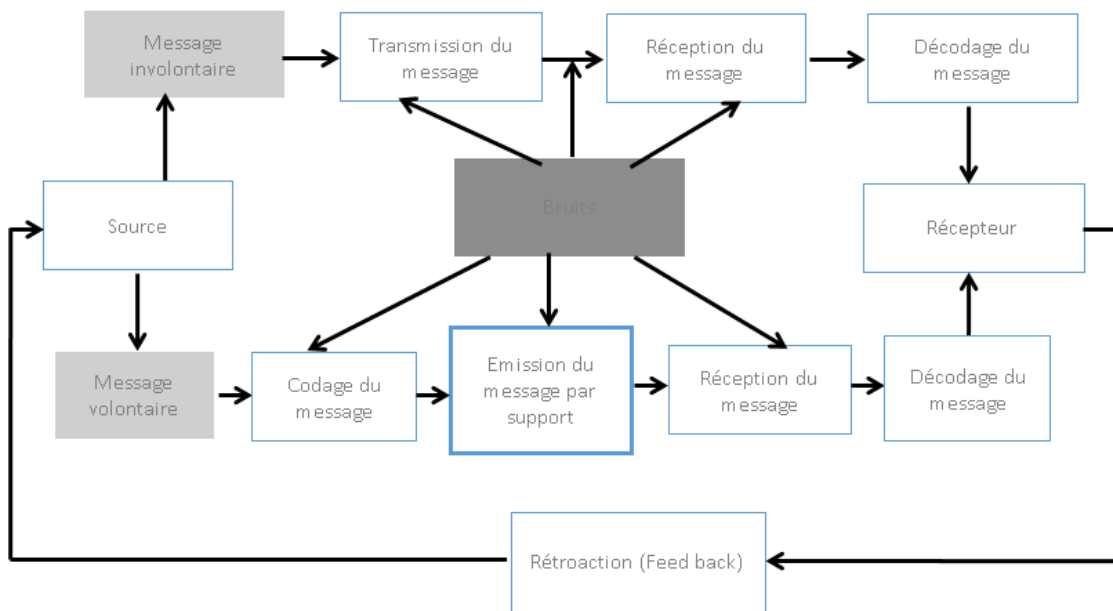 Message
involontaire
Transmission du
message
Réception du
message
Décodage du
message
Source
Bruits
Récepteur
Message
volontaire
Codage du
message
Emission du
message par
support
Réception du
message
Décodage du
message
Rétroaction (Feed back)